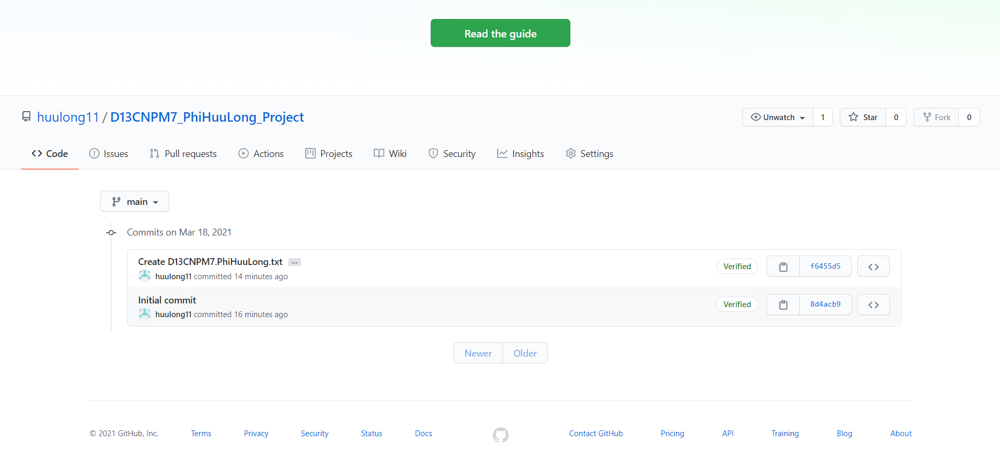 Read the guide
huulong11 / D13CNPM7_PhiHuuLong_Project
Unwatch 1 Star 0 Fork 0
Code Issues Pull requests Actions Projects Wiki Security Insights Settings
main
Commits on Mar 18, 2021
Create D13CNPM7.PhiHuuLong.txt ...
Verified f6455d5
huulong11 committed 14 minutes ago
Initial commit
Verified 8d4acb9
huulong11 committed 16 minutes ago
Newer Older
© 2021 GitHub, Inc. Terms Privacy Security Status Docs Contact GitHub Pricing API Training Blog About